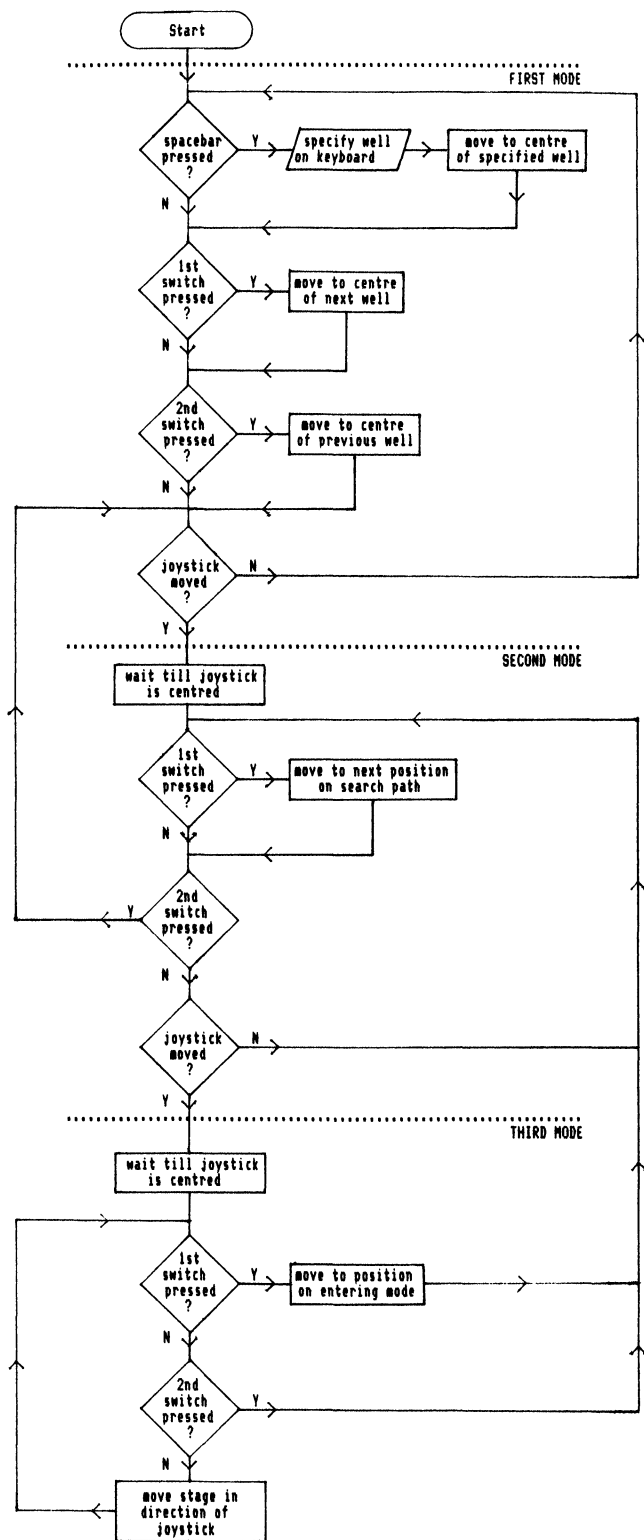 Start
FIRST MODE
spacebar
pressed
?
Y
specify well
on keyboard
move to centre
of specified well
N
1st
switch
pressed
?
Y
move to centre
of next well
N
2nd
switch
pressed
?
Y
move to centre
of previous well
N
joystick
moved
?
N
Y
SECOND MODE
wait till joystick
is centred
1st
switch
pressed
?
Y
move to next position
on search path
N
Y
2nd
switch
pressed
?
N
joystick
moved
?
N
Y
THIRD MODE
wait till joystick
is centred
1st
switch
pressed
?
Y
move to position
on entering mode
N
2nd
switch
pressed
?
Y
N
move stage in
direction of
joystick